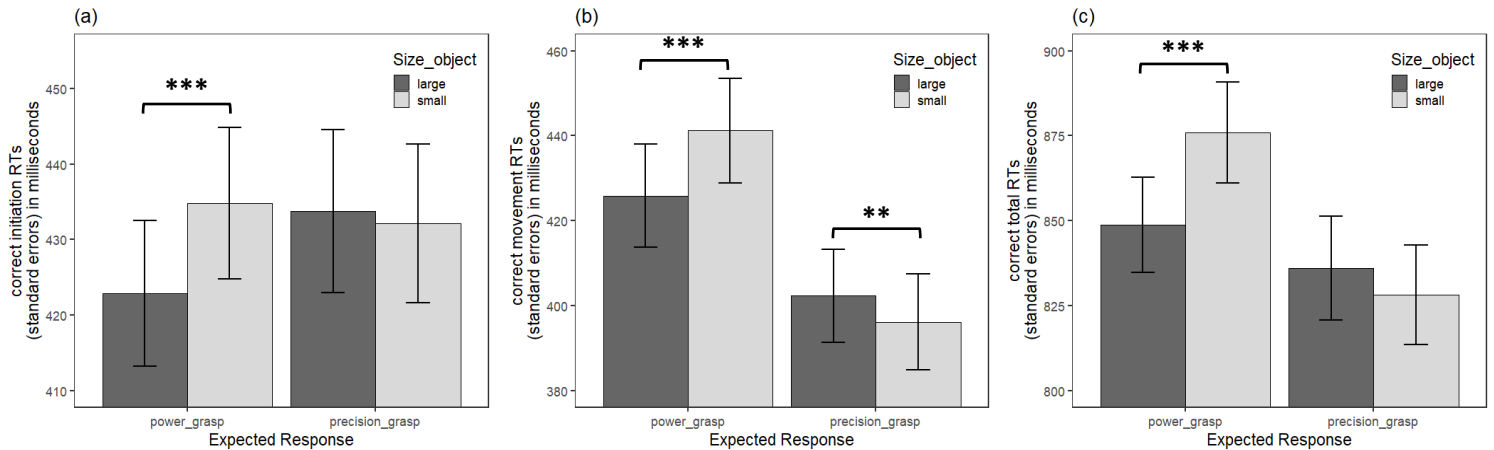 (a)
correct initiation RTs
(standard errors) in milliseconds
450
440
430
420
410
***
Size_object
large
small
power_grasp
precision_grasp
Expected Response
(b)
correct movement RTs
(standard errors) in milliseconds
460
440
420
400
380
***
**
Size_object
large
small
power_grasp
precision_grasp
Expected Response
(c)
correct total RTs
(standard errors) in milliseconds
900
875
850
825
800
***
Size_object
large
small
power_grasp
precision_grasp
Expected Response